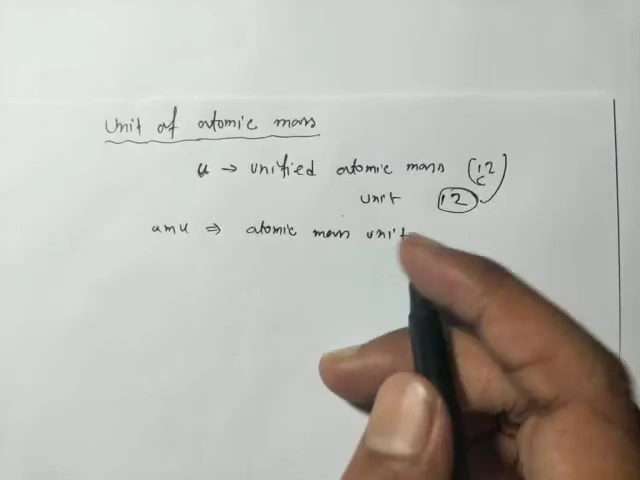 Unit of atomic mass
u → unified atomic mass (12
C
unit 12
amu ⇒ atomic mass unit